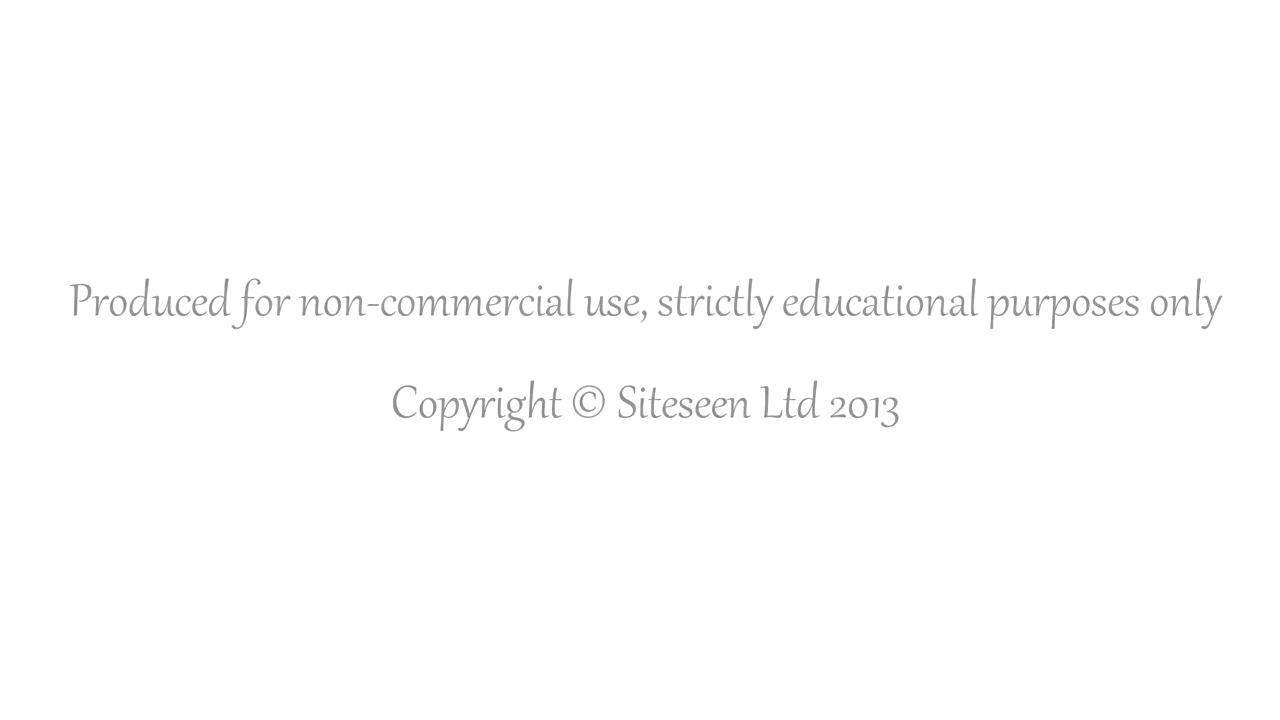 Produced for non-commercial use, strictly educational purposes only
Copyright © Siteseen Ltd 2013